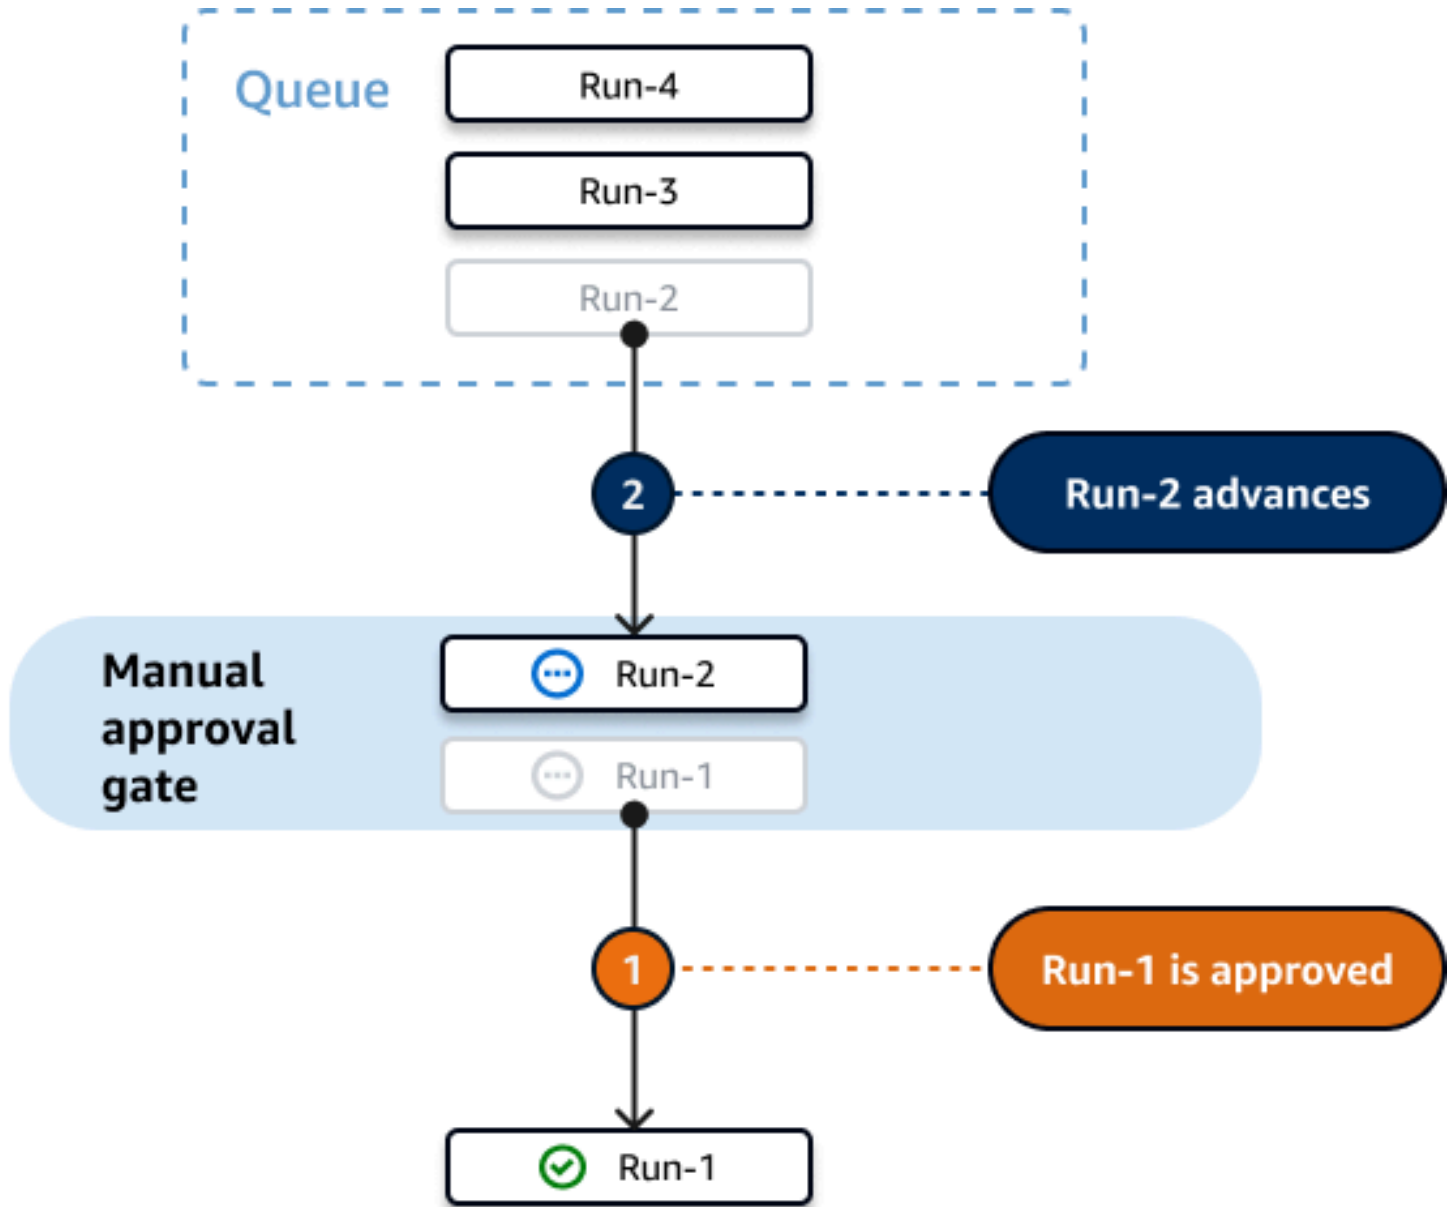 Queue
Run-4
Run-3
Run-2
2
Run-2 advances
Manual
approval
gate
Run-2
Run-1
1
Run-1 is approved
Run-1